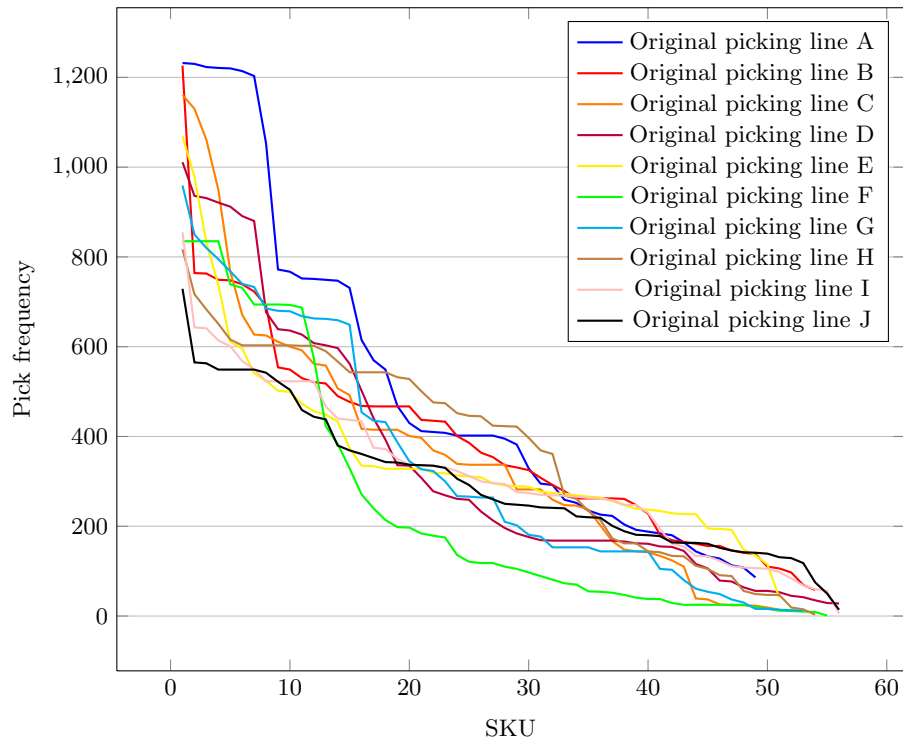 Original picking line A
Original picking line B
Original picking line C
Original picking line D
Original picking line E
Original picking line F
Original picking line G
Original picking line H
Original picking line I
Original picking line J
1,200
1,000
800
600
400
200
0
Pick frequency
0 10 20 30 40 50 60
SKU